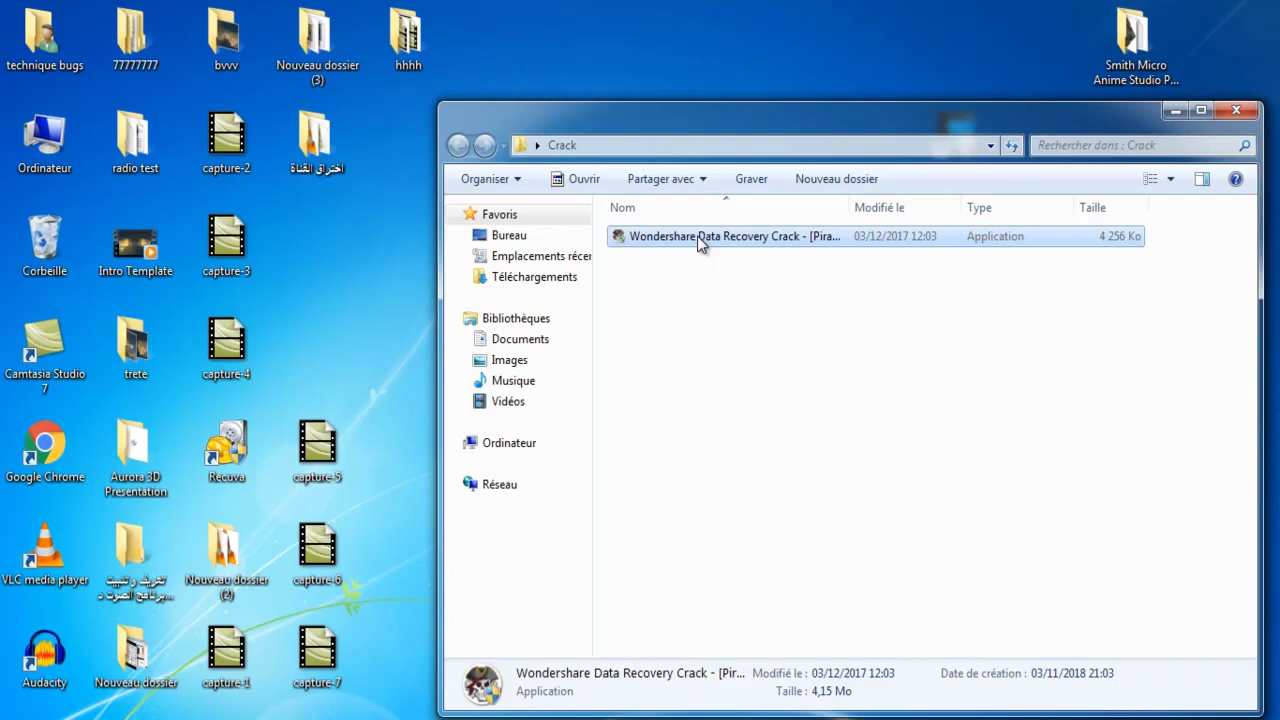 technique bugs
77777777
bvvv
Nouveau dossier
(3)
hhhh
Smith Micro
Anime Studio P...
Ordinateur
radio test
capture-2
اختراق القناة
Corbeille
Intro Template
capture-3
Camtasia Studio
7
trete
capture-4
Google Chrome
Aurora 3D
Presentation
Recuva
capture-5
VLC media player
تعريف و تثبيت
برنامج الصوت د...
Nouveau dossier
(2)
capture-6
Audacity
Nouveau dossier
capture-1
capture-7
Crack
Rechercher dans : Crack
Organiser
Ouvrir
Partager avec
Graver
Nouveau dossier
Favoris
Bureau
Emplacements récer
Téléchargements
Bibliothèques
Documents
Images
Musique
Vidéos
Ordinateur
Réseau
Nom
Modifié le
Type
Taille
Wondershare Data Recovery Crack - [Pira...
03/12/2017 12:03
Application
4 256 Ko
Wondershare Data Recovery Crack - [Pir...
Modifié le : 03/12/2017 12:03
Date de création : 03/11/2018 21:03
Application
Taille : 4,15 Mo